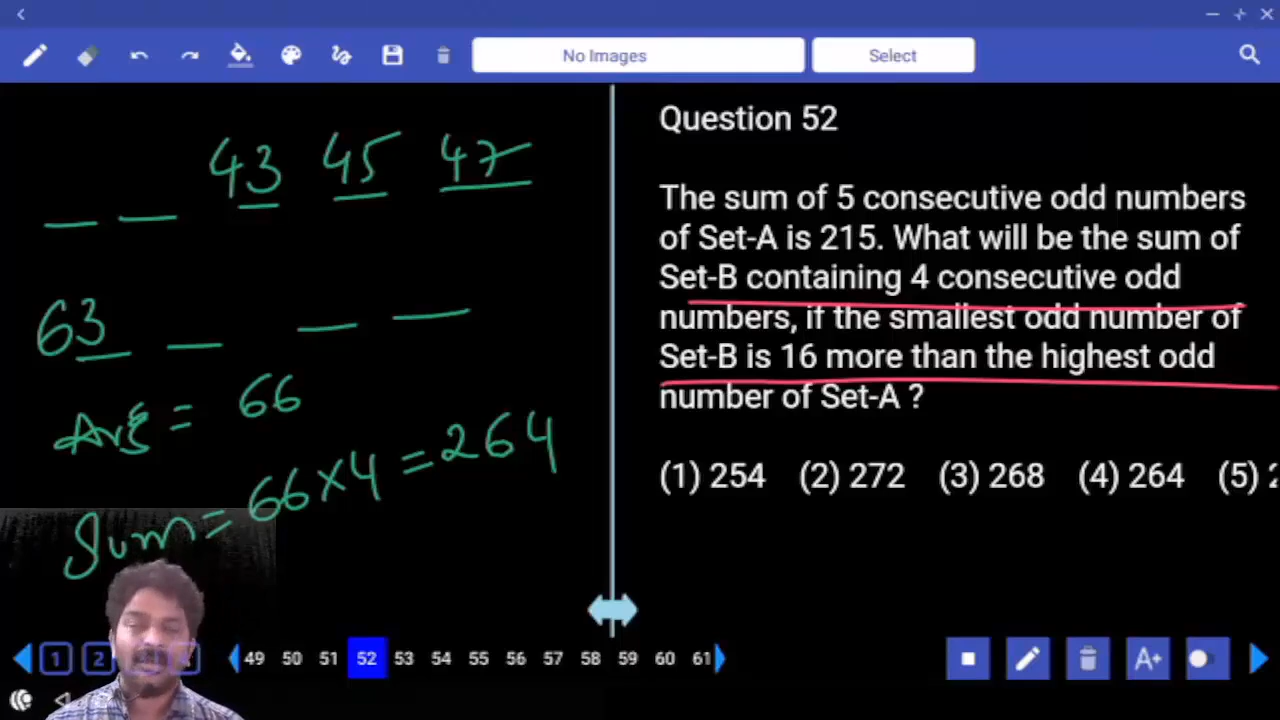 No Images
Select
43 45 47
63
Avg = 66
Sum = 66×4 = 264
Question 52
The sum of 5 consecutive odd numbers
of Set-A is 215. What will be the sum of
Set-B containing 4 consecutive odd
numbers, if the smallest odd number of
Set-B is 16 more than the highest odd
number of Set-A ?
(1) 254 (2) 272 (3) 268 (4) 264 (5) 2
1 2 49 50 51 52 53 54 55 56 57 58 59 60 61
A+